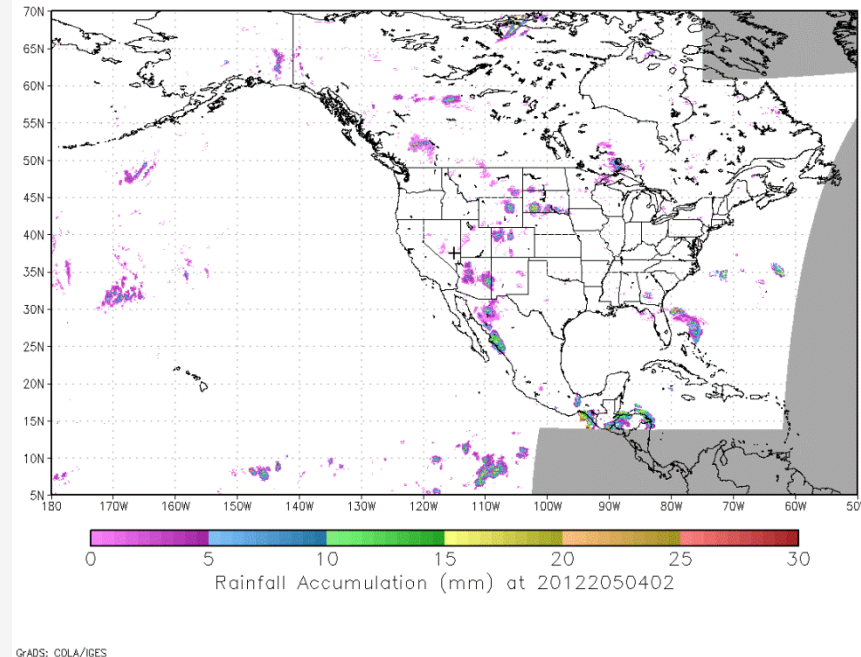 70N
65N
60N
55N
50N
45N
40N
35N
30N
25N
20N
15N
10N
5N
180 170W 160W 150W 140W 130W 120W 110W 100W 90W 80W 70W 60W 50W
0 5 10 15 20 25 30
Rainfall Accumulation (mm) at 20122050402
GrADS: COLA/IGES